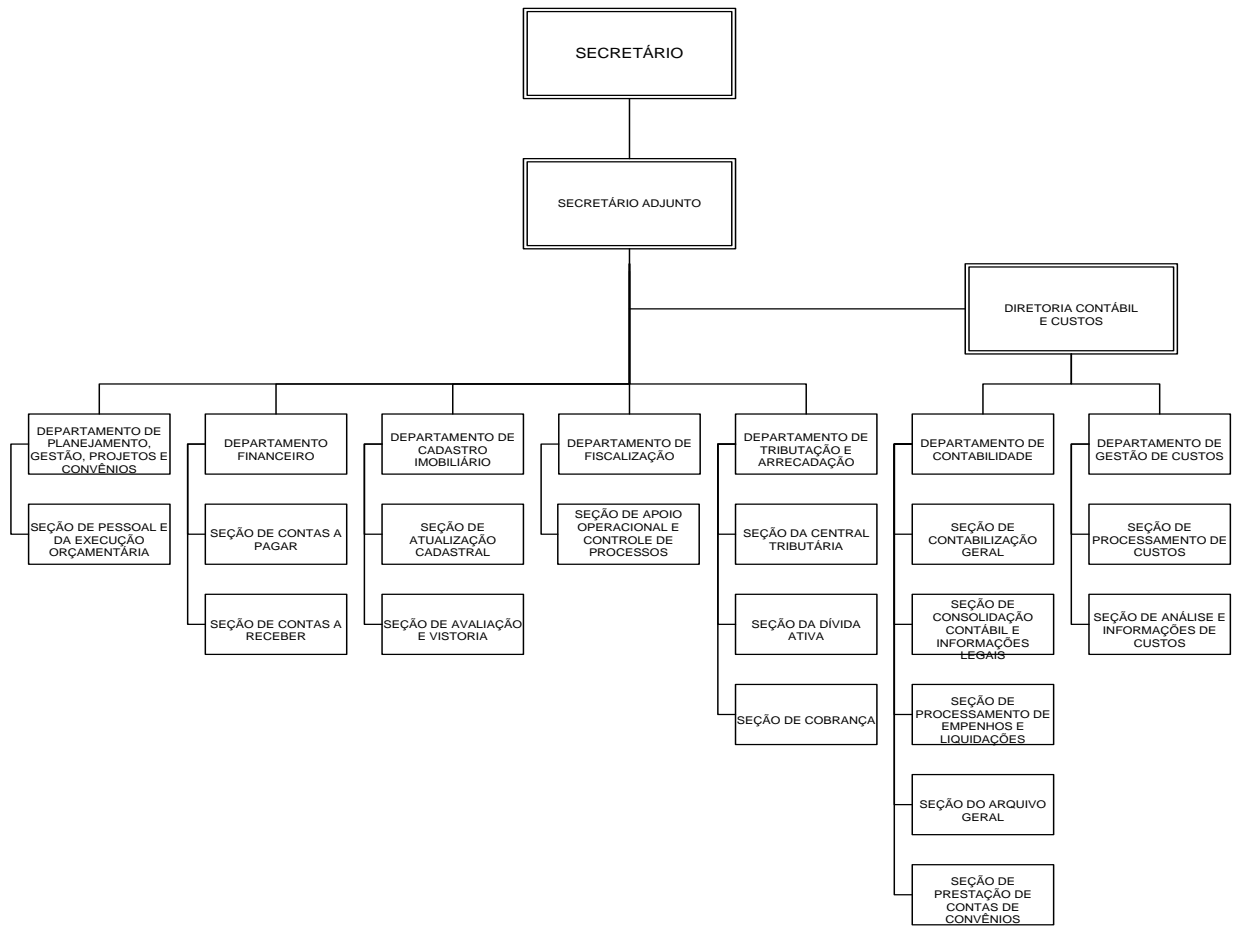 SECRETÁRIO
SECRETÁRIO ADJUNTO
DIRETORIA CONTÁBIL
E CUSTOS
DEPARTAMENTO DE
PLANEJAMENTO,
GESTÃO, PROJETOS E
CONVÊNIOS
DEPARTAMENTO
FINANCEIRO
DEPARTAMENTO DE
CADASTRO
IMOBILIÁRIO
DEPARTAMENTO DE
FISCALIZAÇÃO
DEPARTAMENTO DE
TRIBUTAÇÃO E
ARRECADAÇÃO
DEPARTAMENTO DE
CONTABILIDADE
DEPARTAMENTO DE
GESTÃO DE CUSTOS
SEÇÃO DE PESSOAL E
DA EXECUÇÃO
ORÇAMENTÁRIA
SEÇÃO DE CONTAS A
PAGAR
SEÇÃO DE
ATUALIZAÇÃO
CADASTRAL
SEÇÃO DE APOIO
OPERACIONAL E
CONTROLE DE
PROCESSOS
SEÇÃO DA CENTRAL
TRIBUTÁRIA
SEÇÃO DE
CONTABILIZAÇÃO
GERAL
SEÇÃO DE
PROCESSAMENTO DE
CUSTOS
SEÇÃO DE CONTAS A
RECEBER
SEÇÃO DE AVALIAÇÃO
E VISTORIA
SEÇÃO DA DÍVIDA
ATIVA
SEÇÃO DE
CONSOLIDAÇÃO
CONTÁBIL E
INFORMAÇÕES
LEGAIS
SEÇÃO DE ANÁLISE E
INFORMAÇÕES DE
CUSTOS
SEÇÃO DE COBRANÇA
SEÇÃO DE
PROCESSAMENTO DE
EMPENHOS E
LIQUIDAÇÕES
SEÇÃO DO ARQUIVO
GERAL
SEÇÃO DE
PRESTAÇÃO DE
CONTAS DE
CONVÊNIOS